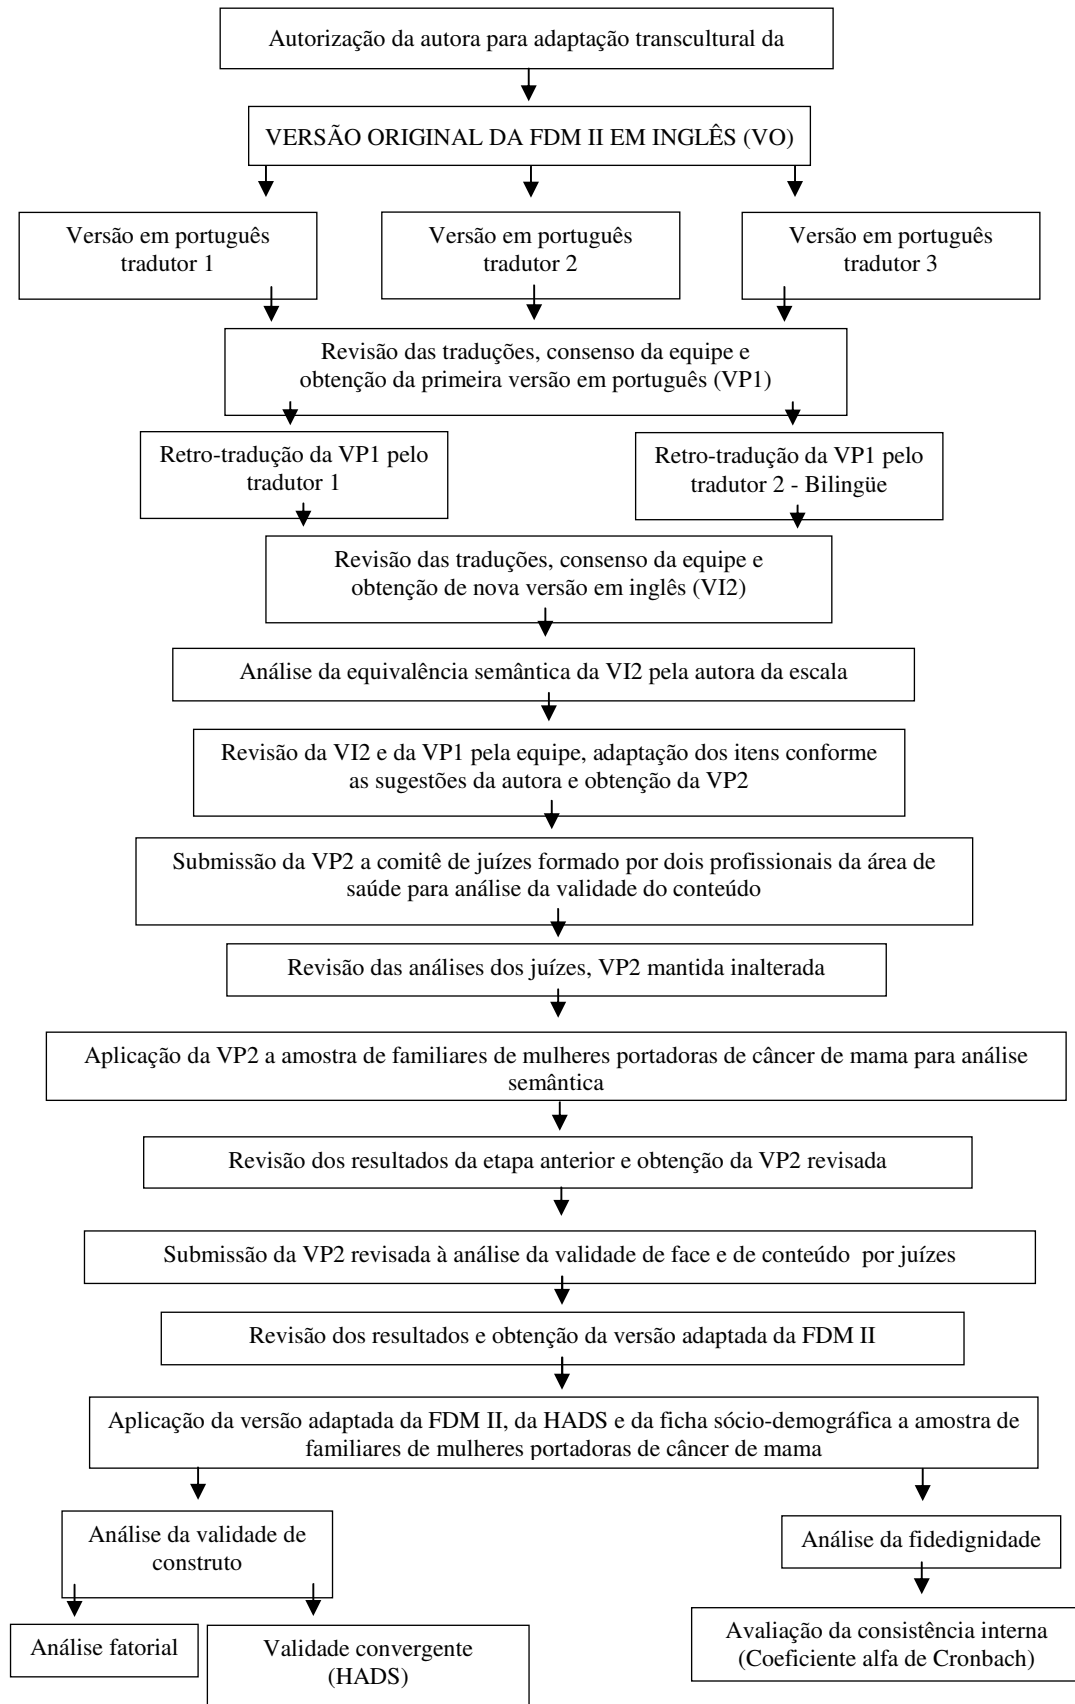 Autorização da autora para adaptação transcultural da
VERSÃO ORIGINAL DA FDM II EM INGLÊS (VO)
Versão em português
tradutor 1
Versão em português
tradutor 2
Versão em português
tradutor 3
Revisão das traduções, consenso da equipe e
obtenção da primeira versão em português (VP1)
Retro-tradução da VP1 pelo
tradutor 1
Retro-tradução da VP1 pelo
tradutor 2 - Bilingüe
Revisão das traduções, consenso da equipe e
obtenção de nova versão em inglês (VI2)
Análise da equivalência semântica da VI2 pela autora da escala
Revisão da VI2 e da VP1 pela equipe, adaptação dos itens conforme
as sugestões da autora e obtenção da VP2
Submissão da VP2 a comitê de juízes formado por dois profissionais da área de
saúde para análise da validade do conteúdo
Revisão das análises dos juízes, VP2 mantida inalterada
Aplicação da VP2 a amostra de familiares de mulheres portadoras de câncer de mama para análise
semântica
Revisão dos resultados da etapa anterior e obtenção da VP2 revisada
Submissão da VP2 revisada à análise da validade de face e de conteúdo por juízes
Revisão dos resultados e obtenção da versão adaptada da FDM II
Aplicação da versão adaptada da FDM II, da HADS e da ficha sócio-demográfica a amostra de
familiares de mulheres portadoras de câncer de mama
Análise da validade de
construto
Análise da fidedignidade
Análise fatorial
Validade convergente
(HADS)
Avaliação da consistência interna
(Coeficiente alfa de Cronbach)